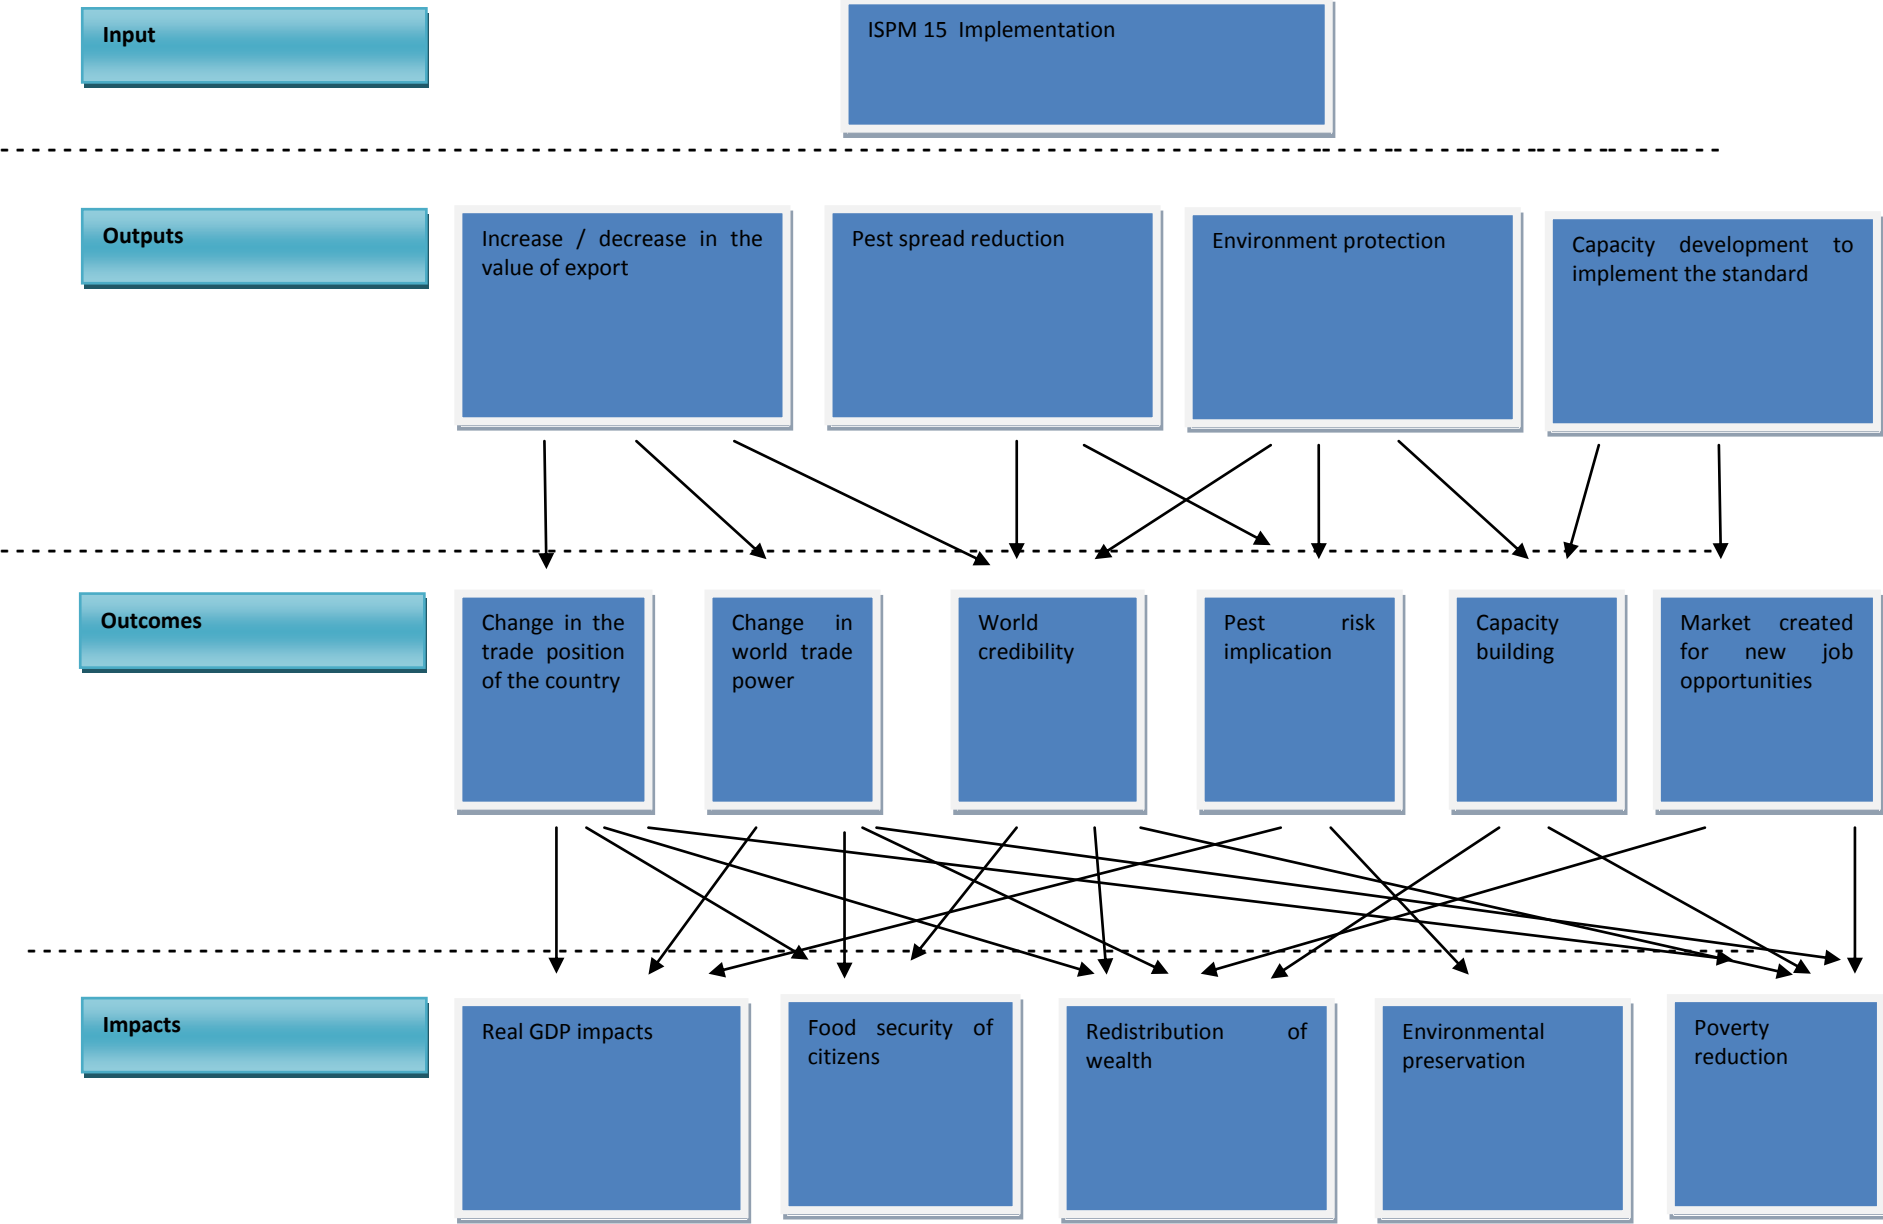 Input
ISPM 15  Implementation
Outputs
Increase / decrease in the
value of export
Pest spread reduction
Environment protection
Capacity development to
implement the standard
Outcomes
Change in the
trade position
of the country
Change in
world trade
power
World
credibility
Pest risk
implication
Capacity
building
Market created
for new job
opportunities
Impacts
Real GDP impacts
Food security of
citizens
Redistribution of
wealth
Environmental
preservation
Poverty
reduction